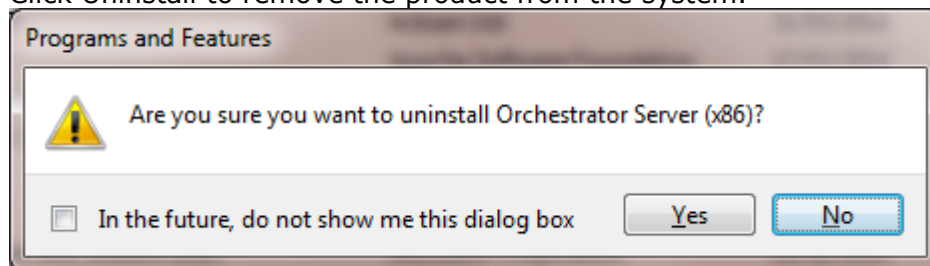 Click Uninstall to remove the product from the system.
Programs and Features
Are you sure you want to uninstall Orchestrator Server (x86)?
In the future, do not show me this dialog box
Yes
No